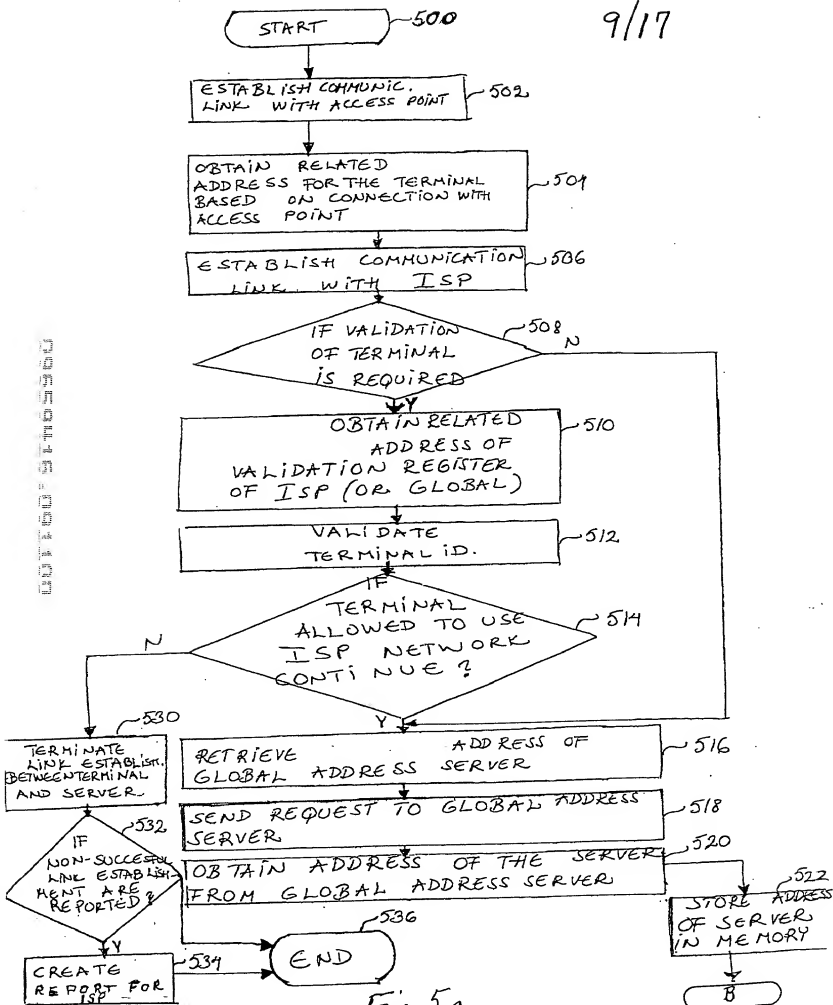 9/17
START
500
ESTABLISH COMMUNIC.
LINK WITH ACCESS POINT
502
OBTAIN RELATED
ADDRESS FOR THE TERMINAL
BASED ON CONNECTION WITH
ACCESS POINT
504
ESTABLISH COMMUNICATION
LINK WITH ISP
506
IF VALIDATION
OF TERMINAL
IS REQUIRED
508
N
Y
OBTAIN RELATED
ADDRESS OF
VALIDATION REGISTER
OF ISP (OR GLOBAL)
510
VALIDATE
TERMINAL ID.
512
IF
TERMINAL
ALLOWED TO USE
ISP NETWORK
CONTINUE?
514
N
Y
530
TERMINATE
LINK ESTABLISH.
BETWEEN TERMINAL
AND SERVER
RETRIEVE ADDRESS OF
GLOBAL ADDRESS SERVER
516
SEND REQUEST TO GLOBAL ADDRESS
SERVER
518
532
IF
NON-SUCCESFUL
LINK ESTABLISH-
MENT ARE
REPORTED?
OBTAIN ADDRESS OF THE SERVER
FROM GLOBAL ADDRESS SERVER
520
522
STORE ADDRESS
OF SERVER
IN MEMORY
Y
536
END
534
CREATE
REPORT FOR
ISP
B